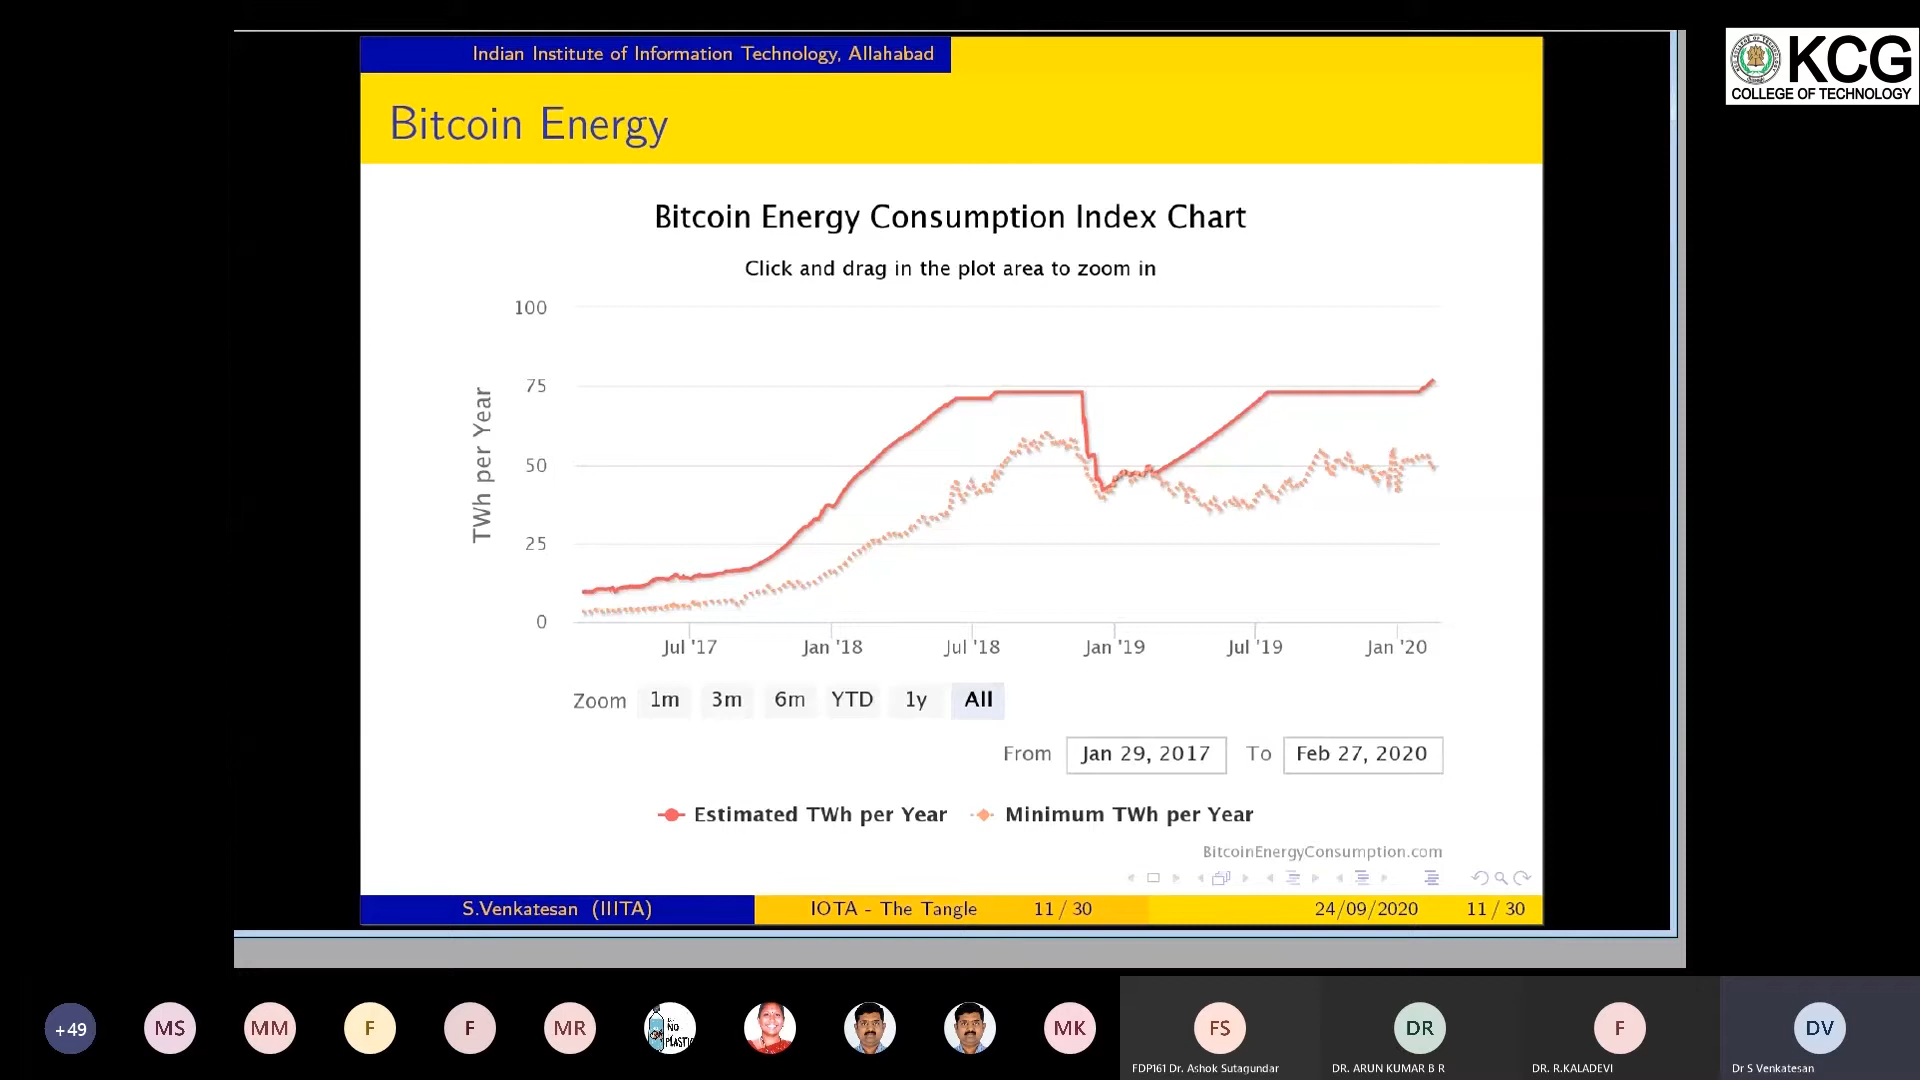 Indian Institute of Information Technology, Allahabad
KCG
COLLEGE OF TECHNOLOGY
Bitcoin Energy
Bitcoin Energy Consumption Index Chart
Click and drag in the plot area to zoom in
TWh per Year
100
75
50
25
0
Jul '17 Jan '18 Jul '18 Jan '19 Jul '19 Jan '20
Zoom 1m 3m 6m YTD 1y All
From Jan 29, 2017 To Feb 27, 2020
Estimated TWh per Year Minimum TWh per Year
BitcoinEnergyConsumption.com
S.Venkatesan (IIITA) IOTA - The Tangle 11 / 30 24/09/2020 11 / 30
+49 MS MM F F MR NO PLASTIC MK FS DR F DV
FDP161 Dr. Ashok Sutagundar DR. ARUN KUMAR B R DR. R.KALADEVI Dr S Venkatesan